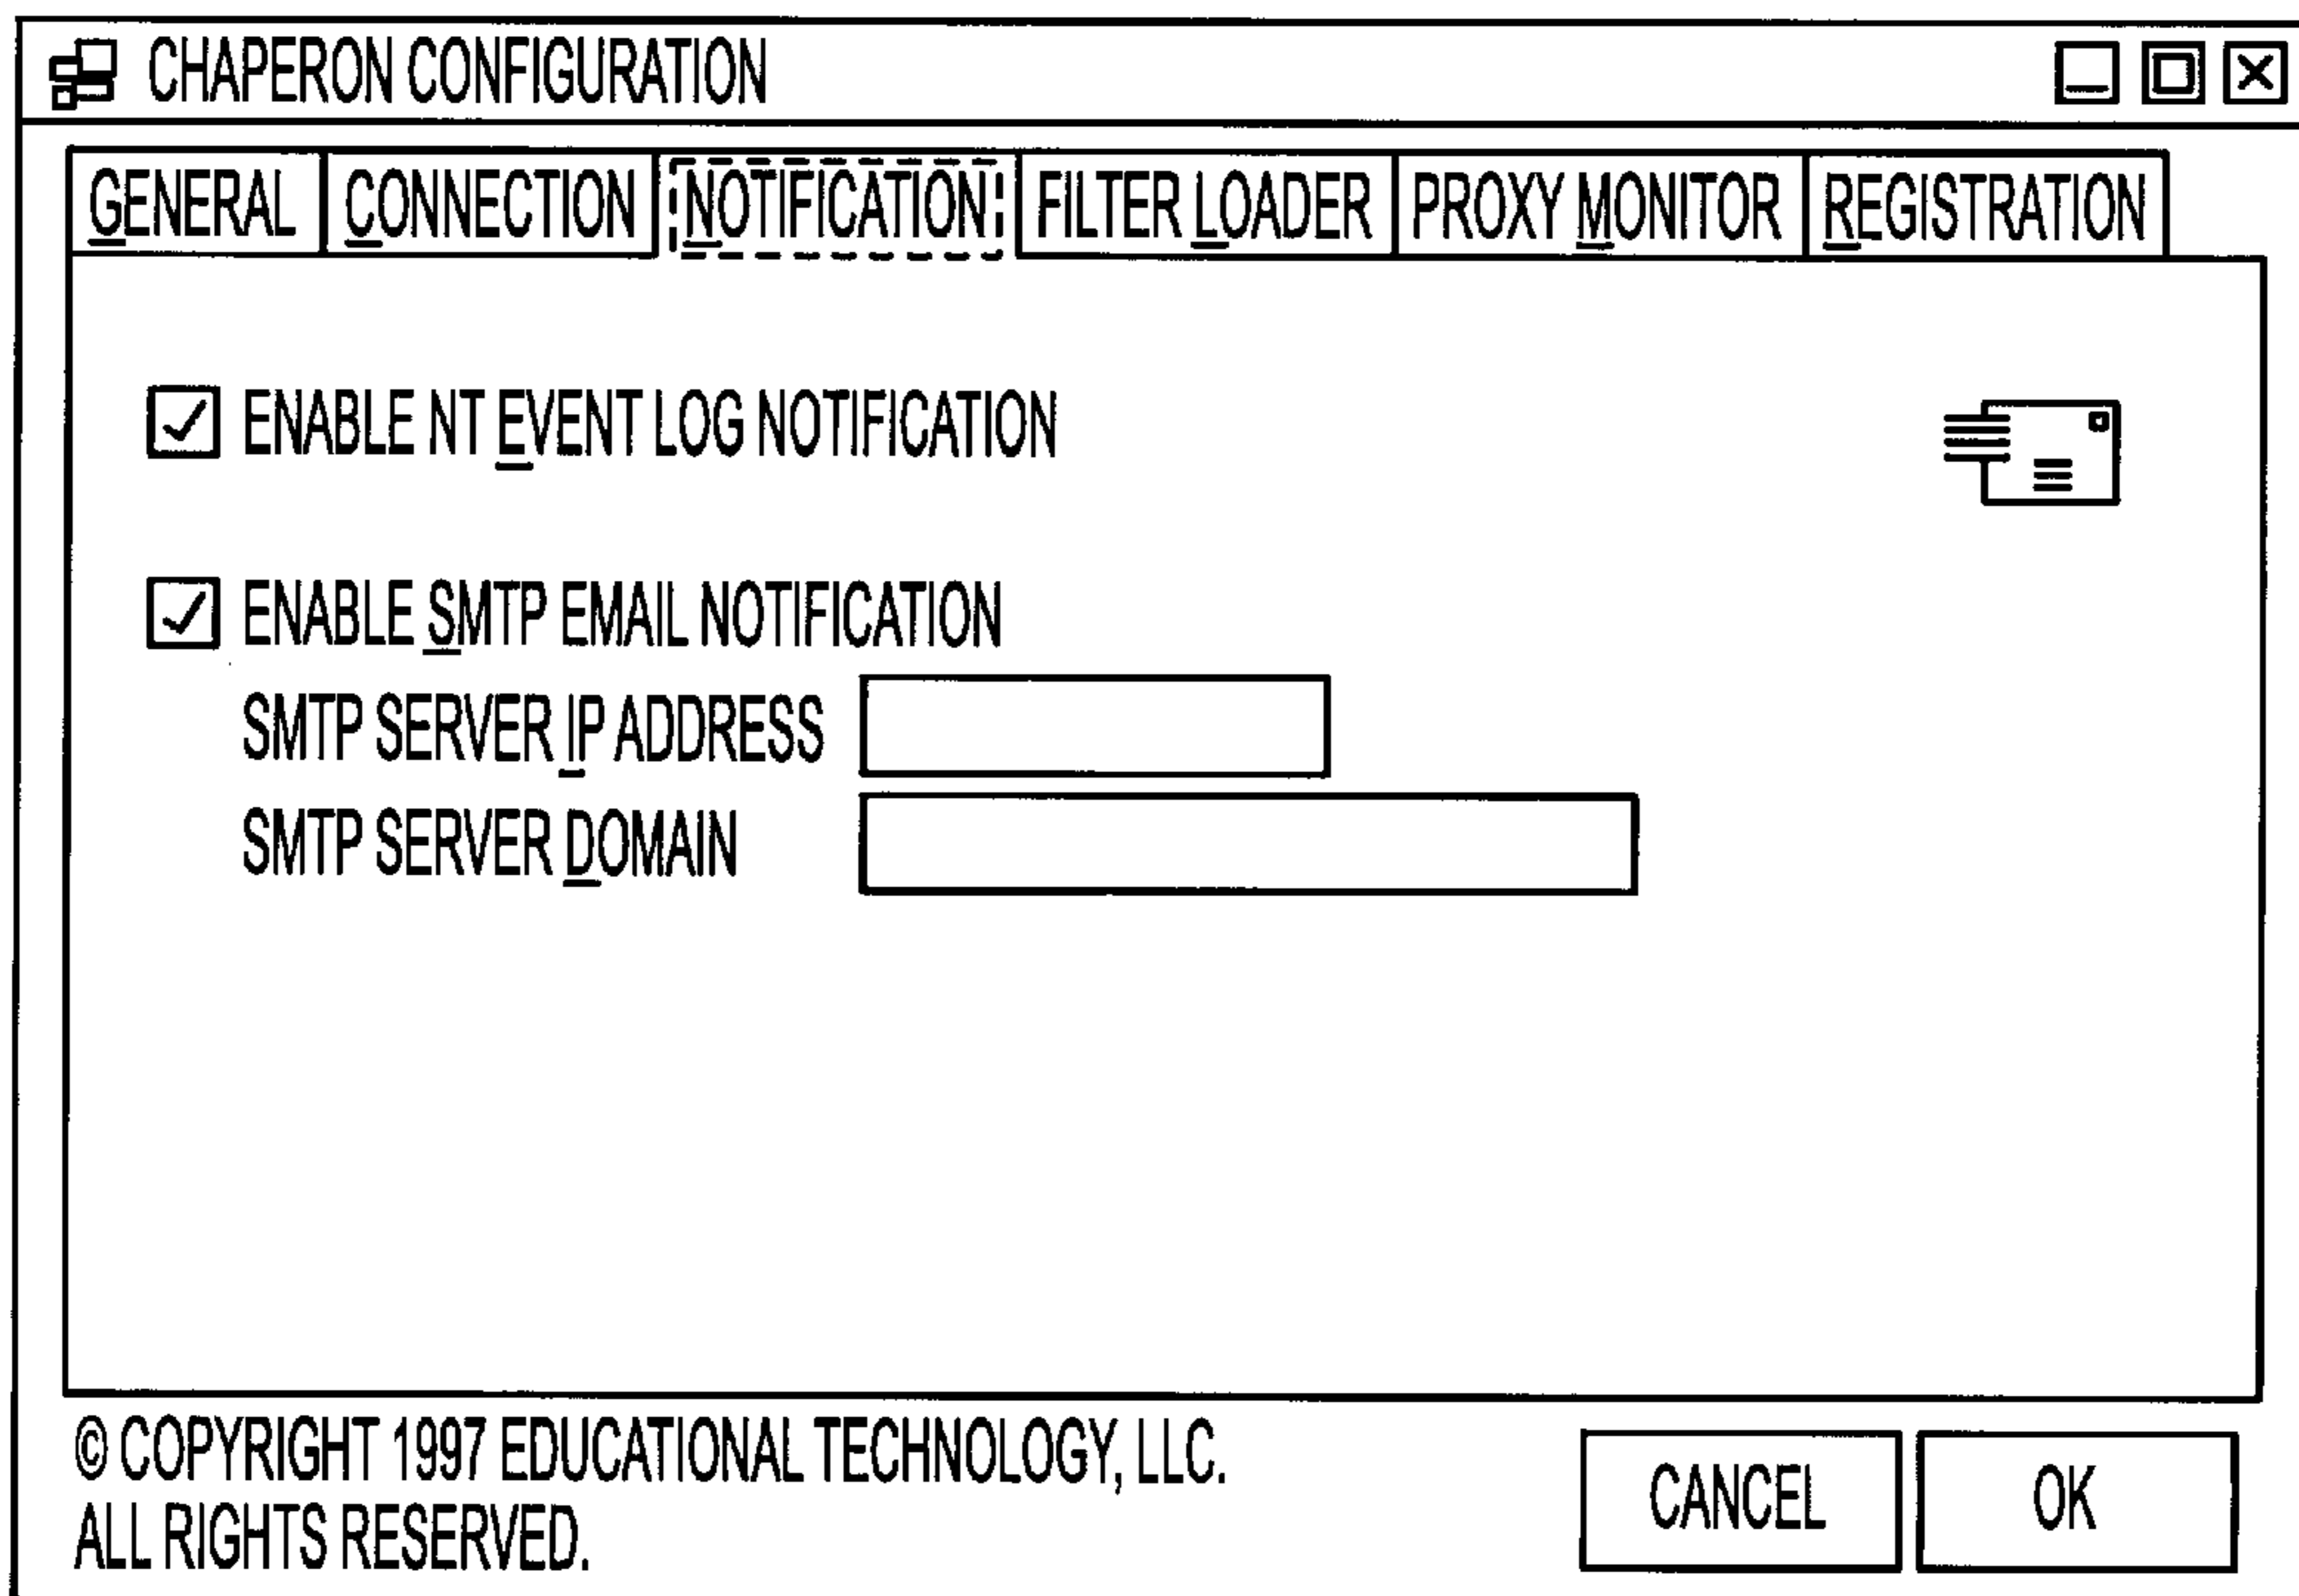 CHAPERON CONFIGURATION
GENERAL CONNECTION NOTIFICATION FILTER LOADER PROXY MONITOR REGISTRATION
ENABLE NT EVENT LOG NOTIFICATION
ENABLE SMTP EMAIL NOTIFICATION
SMTP SERVER IP ADDRESS
SMTP SERVER DOMAIN
© COPYRIGHT 1997 EDUCATIONAL TECHNOLOGY, LLC.
ALL RIGHTS RESERVED.
CANCEL OK